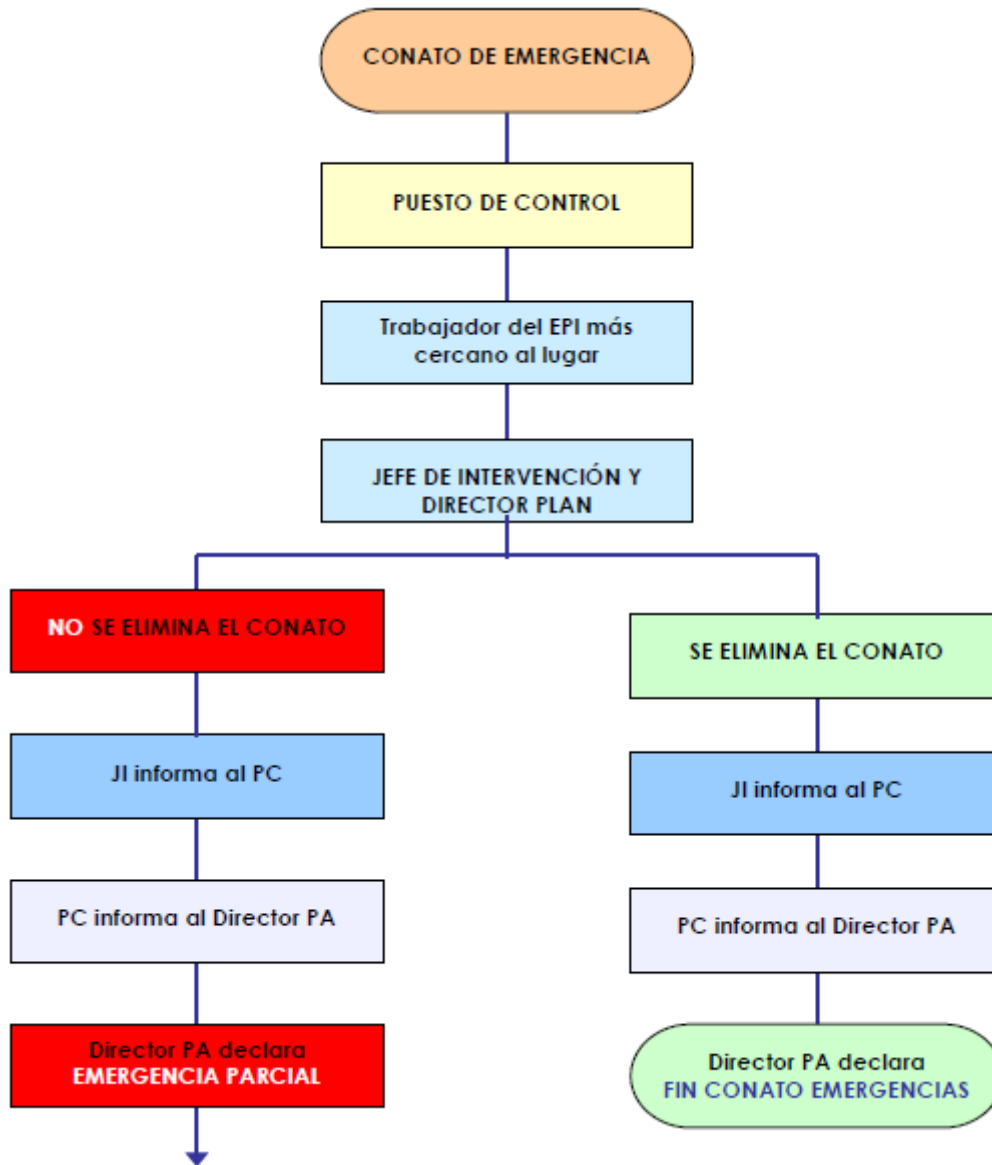 CONATO DE EMERGENCIA
PUESTO DE CONTROL
Trabajador del EPI más
cercano al lugar
JEFE DE INTERVENCIÓN Y
DIRECTOR PLAN
NO SE ELIMINA EL CONATO
JI informa al PC
PC informa al Director PA
Director PA declara
EMERGENCIA PARCIAL
SE ELIMINA EL CONATO
JI informa al PC
PC informa al Director PA
Director PA declara
FIN CONATO EMERGENCIAS